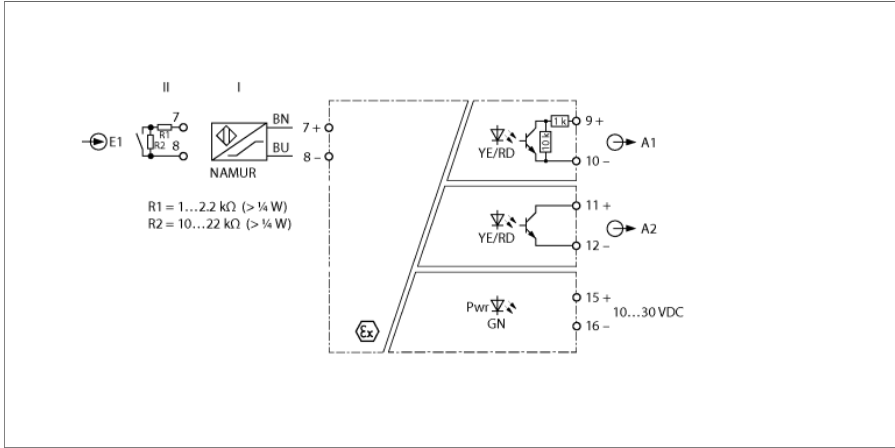 II I
E1
7
R1
R2
8
BN 7 +
BU 8 –
NAMUR
R1 = 1...2.2 kΩ (> ¼ W)
R2 = 10...22 kΩ (> ¼ W)
Ex
1 k
10 k
YE/RD
9 +
10 –
A1
YE/RD
11 +
12 –
A2
Pwr
GN
15 +
16 –
10...30 VDC